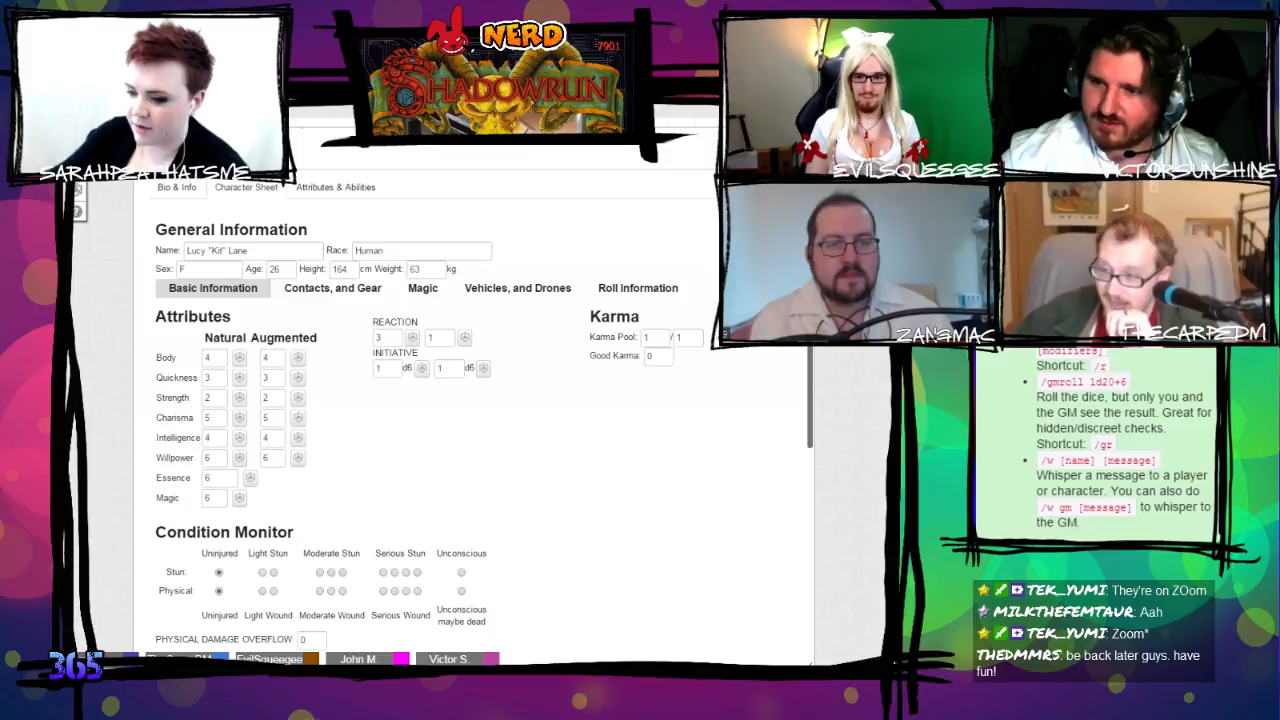 NERD
7901
SHADOWRUN
SARAHDEATHATSME
EVILSQUEEGEE
VICTORSUNSHINE
ZANGMAC
THECARPEDM
Bio & Info
Character Sheet
Attributes & Abilities
General Information
Name: Lucy "Kit" Lane Race: Human
Sex: F Age: 26 Height: 164 cm Weight: 63 kg
Basic Information Contacts, and Gear Magic Vehicles, and Drones Roll Information
Attributes
Natural Augmented
Body 4 4
Quickness 3 3
Strength 2 2
Charisma 5 5
Intelligence 4 4
Willpower 6 6
Essence 6
Magic 6
REACTION
3 1
INITIATIVE
1 d6 1 d6
Karma
Karma Pool: 1 / 1
Good Karma: 0
Condition Monitor
Uninjured Light Stun Moderate Stun Serious Stun Unconscious
Stun:
Physical:
Uninjured Light Wound Moderate Wound Serious Wound Unconscious
maybe dead
PHYSICAL DAMAGE OVERFLOW 0
TheCarpeDM EvilSqueegee John M. Victor S.
365
[modifiers]
Shortcut: /r
/gmroll 1d20+6
Roll the dice, but only you and
the GM see the result. Great for
hidden/discreet checks.
Shortcut: /gr
/w [name] [message]
Whisper a message to a player
or character. You can also do
/w gm [message] to whisper to
the GM.
TEK_YUMI: They're on ZOom
MILKTHEFEMTAUR: Aah
TEK_YUMI: Zoom*
THEDMMRS: be back later guys. have
fun!